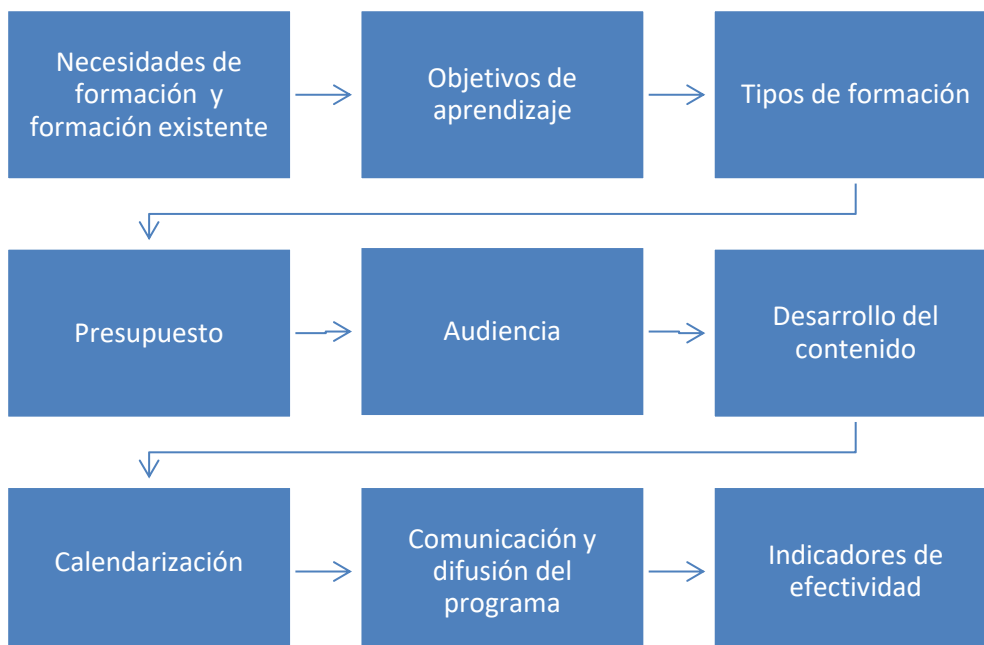 Necesidades de
formación y
formación existente
Objetivos de
aprendizaje
Tipos de formación
Presupuesto
Audiencia
Desarrollo del
contenido
Calendarización
Comunicación y
difusión del
programa
Indicadores de
efectividad